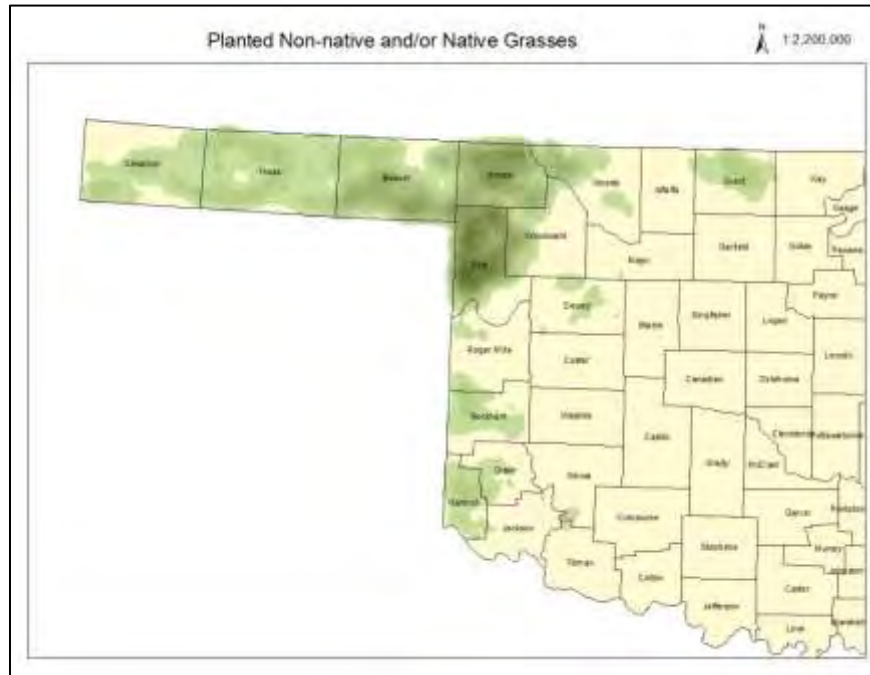 Planted Non-native and/or Native Grasses
N
1:2,200,000
Cimarron
Texas
Beaver
Harper
Woods
Alfalfa
Grant
Kay
Osage
Woodward
Ellis
Major
Garfield
Noble
Pawnee
Dewey
Blaine
Kingfisher
Logan
Payne
Roger Mills
Custer
Canadian
Oklahoma
Lincoln
Beckham
Washita
Caddo
Grady
McClain
Cleveland
Pottawatomie
Greer
Kiowa
Harmon
Jackson
Comanche
Garvin
Tillman
Cotton
Stephens
Murray
Carter
Jefferson
Love